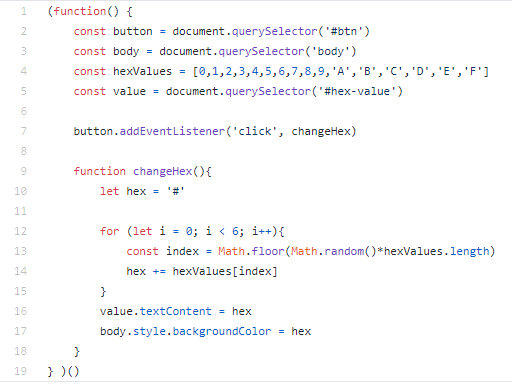 1 (function() {
2     const button = document.querySelector('#btn')
3     const body = document.querySelector('body')
4     const hexValues = [0,1,2,3,4,5,6,7,8,9,'A','B','C','D','E','F']
5     const value = document.querySelector('#hex-value')
6
7     button.addEventListener('click', changeHex)
8
9     function changeHex(){
10         let hex = '#'
11
12         for (let i = 0; i < 6; i++){
13             const index = Math.floor(Math.random()*hexValues.length)
14             hex += hexValues[index]
15         }
16         value.textContent = hex
17         body.style.backgroundColor = hex
18     }
19 } )()